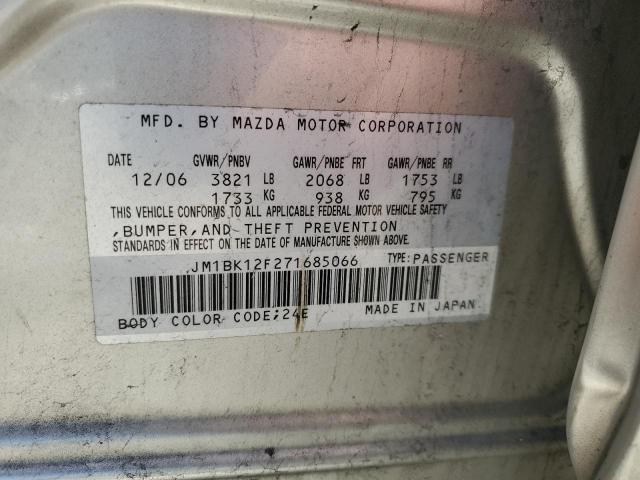 MFD. BY MAZDA MOTOR CORPORATION
DATE GVWR/PNBV GAWR/PNBE FRT GAWR/PNBE RR
12/06 3821 LB 2068 LB 1753 LB
1733 KG 938 KG 795 KG
THIS VEHICLE CONFORMS TO ALL APPLICABLE FEDERAL MOTOR VEHICLE SAFETY
,BUMPER,AND THEFT PREVENTION
STANDARDS IN EFFECT ON THE DATE OF MANUFACTURE SHOWN ABOVE.
JM1BK12F271685066 TYPE:PASSENGER
BODY COLOR CODE;24E MADE IN JAPAN